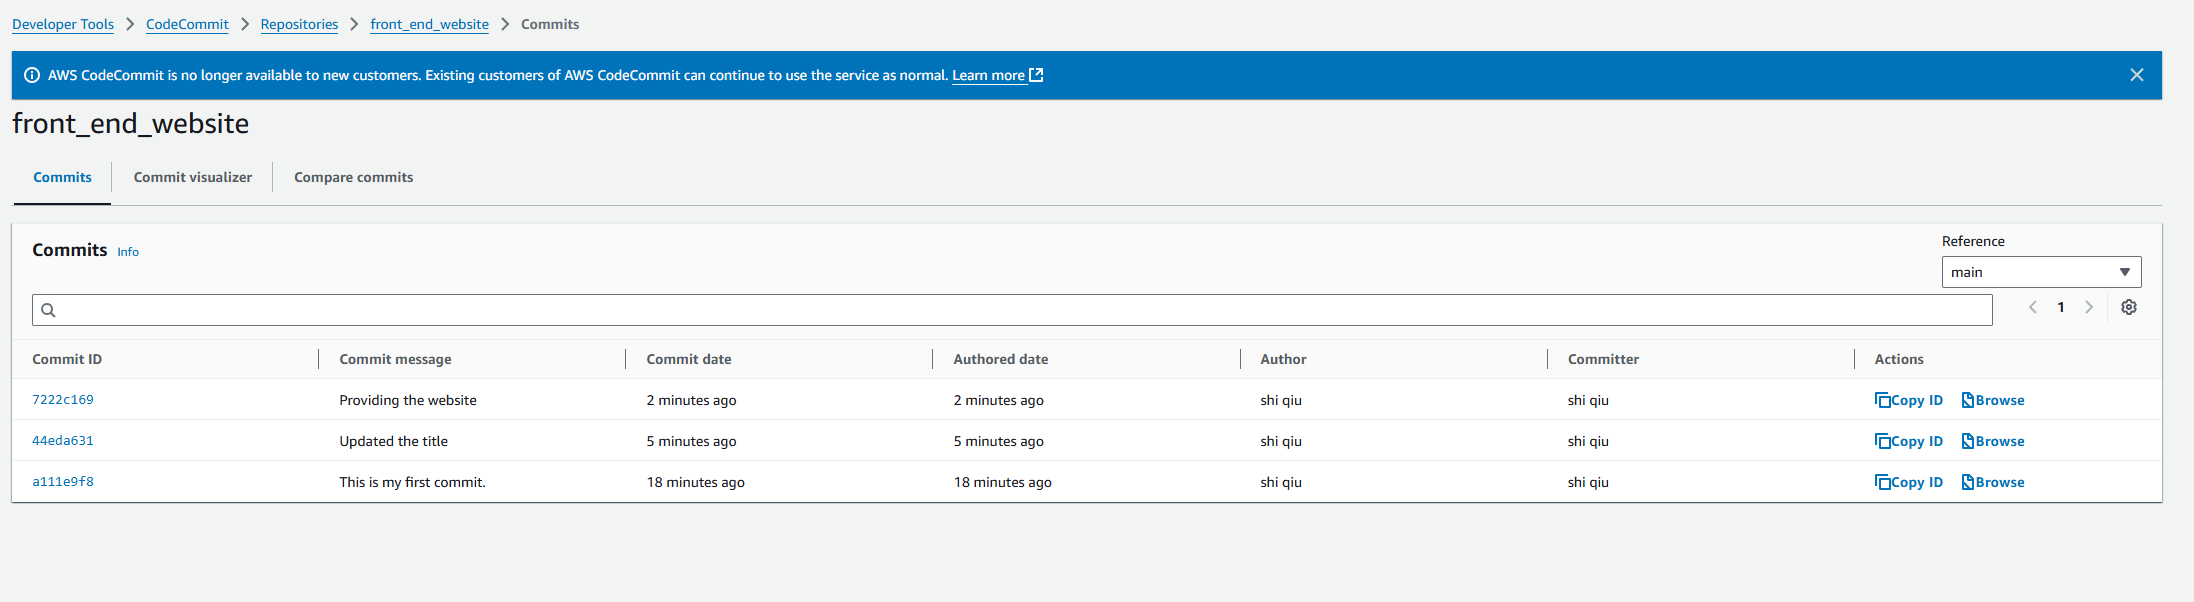 Developer Tools > CodeCommit > Repositories > front_end_website > Commits
AWS CodeCommit is no longer available to new customers. Existing customers of AWS CodeCommit can continue to use the service as normal. Learn more
front_end_website
Commits Commit visualizer Compare commits
Commits Info
Reference
main
1
Commit ID Commit message Commit date Authored date Author Committer Actions
7222c169 Providing the website 2 minutes ago 2 minutes ago shi qiu shi qiu Copy ID Browse
44eda631 Updated the title 5 minutes ago 5 minutes ago shi qiu shi qiu Copy ID Browse
a111e9f8 This is my first commit. 18 minutes ago 18 minutes ago shi qiu shi qiu Copy ID Browse